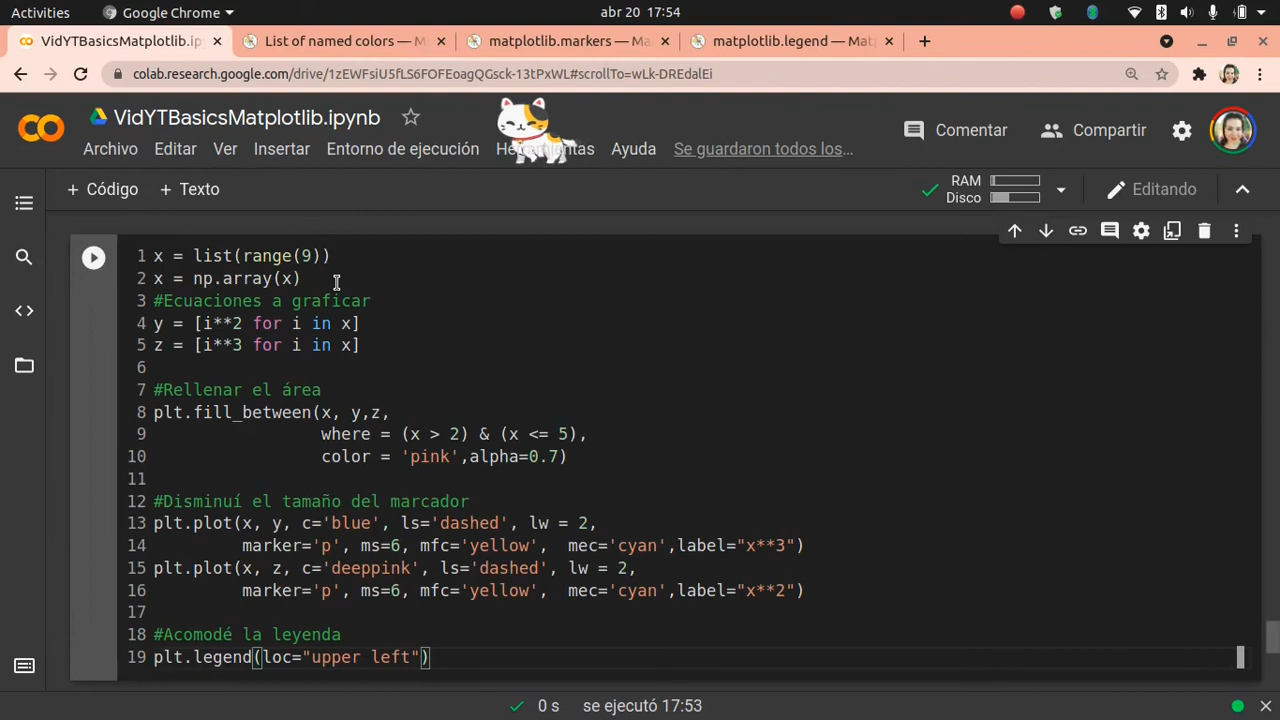 Activities
Google Chrome
abr 20 17:54
VidYTBasicsMatplotlib.ip
List of named colors — M
matplotlib.markers — Ma
matplotlib.legend — Mat
colab.research.google.com/drive/1zEWFsiU5fLS6FOFEoagQGsck-13tPxWL#scrollTo=wLk-DREdalEi
VidYTBasicsMatplotlib.ipynb
Comentar
Compartir
Archivo Editar Ver Insertar Entorno de ejecución Herramientas Ayuda Se guardaron todos los...
+ Código + Texto
RAM
Disco
Editando
1 x = list(range(9))
2 x = np.array(x)
3 #Ecuaciones a graficar
4 y = [i**2 for i in x]
5 z = [i**3 for i in x]
6
7 #Rellenar el área
8 plt.fill_between(x, y,z,
9 where = (x > 2) & (x <= 5),
10 color = 'pink',alpha=0.7)
11
12 #Disminuí el tamaño del marcador
13 plt.plot(x, y, c='blue', ls='dashed', lw = 2,
14 marker='p', ms=6, mfc='yellow', mec='cyan',label="x**3")
15 plt.plot(x, z, c='deeppink', ls='dashed', lw = 2,
16 marker='p', ms=6, mfc='yellow', mec='cyan',label="x**2")
17
18 #Acomodé la leyenda
19 plt.legend(loc="upper left")
0 s se ejecutó 17:53